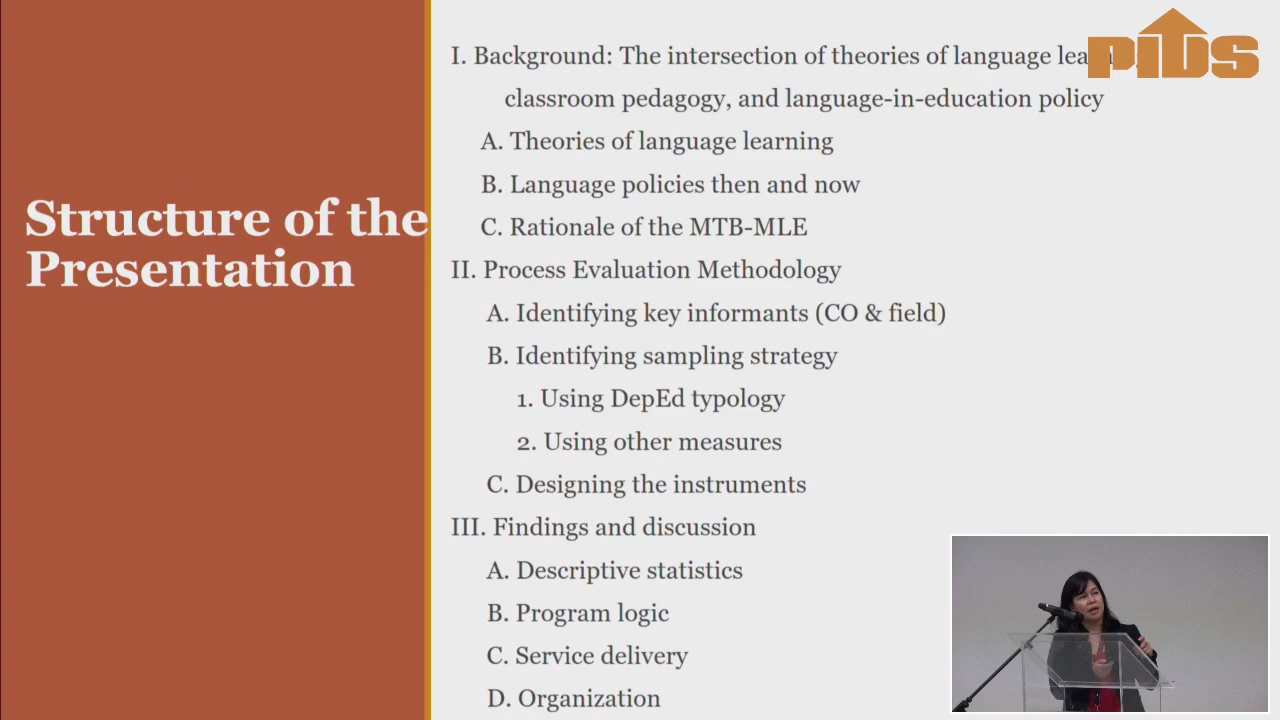 Structure of the
Presentation
PIDS
I. Background: The intersection of theories of language
classroom pedagogy, and language-in-education policy
A. Theories of language learning
B. Language policies then and now
C. Rationale of the MTB-MLE
II. Process Evaluation Methodology
A. Identifying key informants (CO & field)
B. Identifying sampling strategy
1. Using DepEd typology
2. Using other measures
C. Designing the instruments
III. Findings and discussion
A. Descriptive statistics
B. Program logic
C. Service delivery
D. Organization